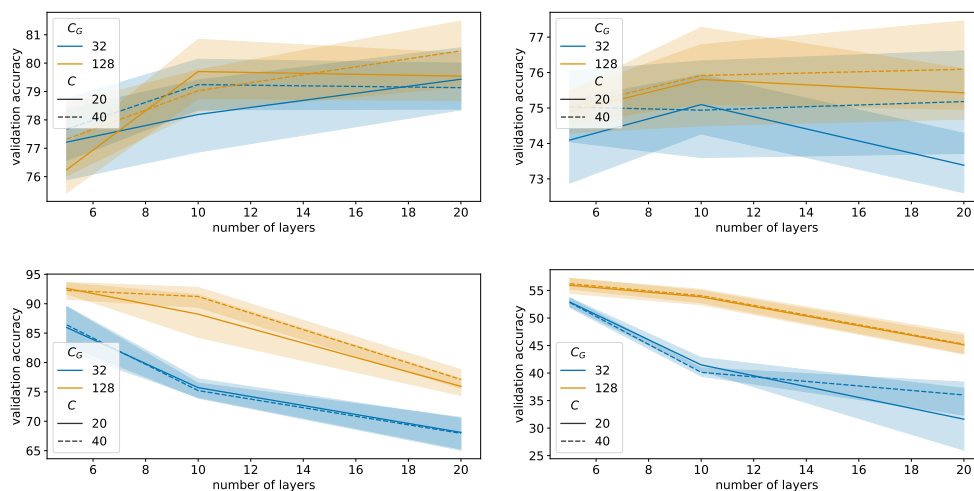 validation accuracy
81
80
79
78
77
76
C_G
32
128
C
20
40
6 8 10 12 14 16 18 20
number of layers
validation accuracy
77
76
75
74
73
C_G
32
128
C
20
40
6 8 10 12 14 16 18 20
number of layers
validation accuracy
95
90
85
80
75
70
65
C_G
32
128
C
20
40
6 8 10 12 14 16 18 20
number of layers
validation accuracy
55
50
45
40
35
30
25
C_G
32
128
C
20
40
6 8 10 12 14 16 18 20
number of layers